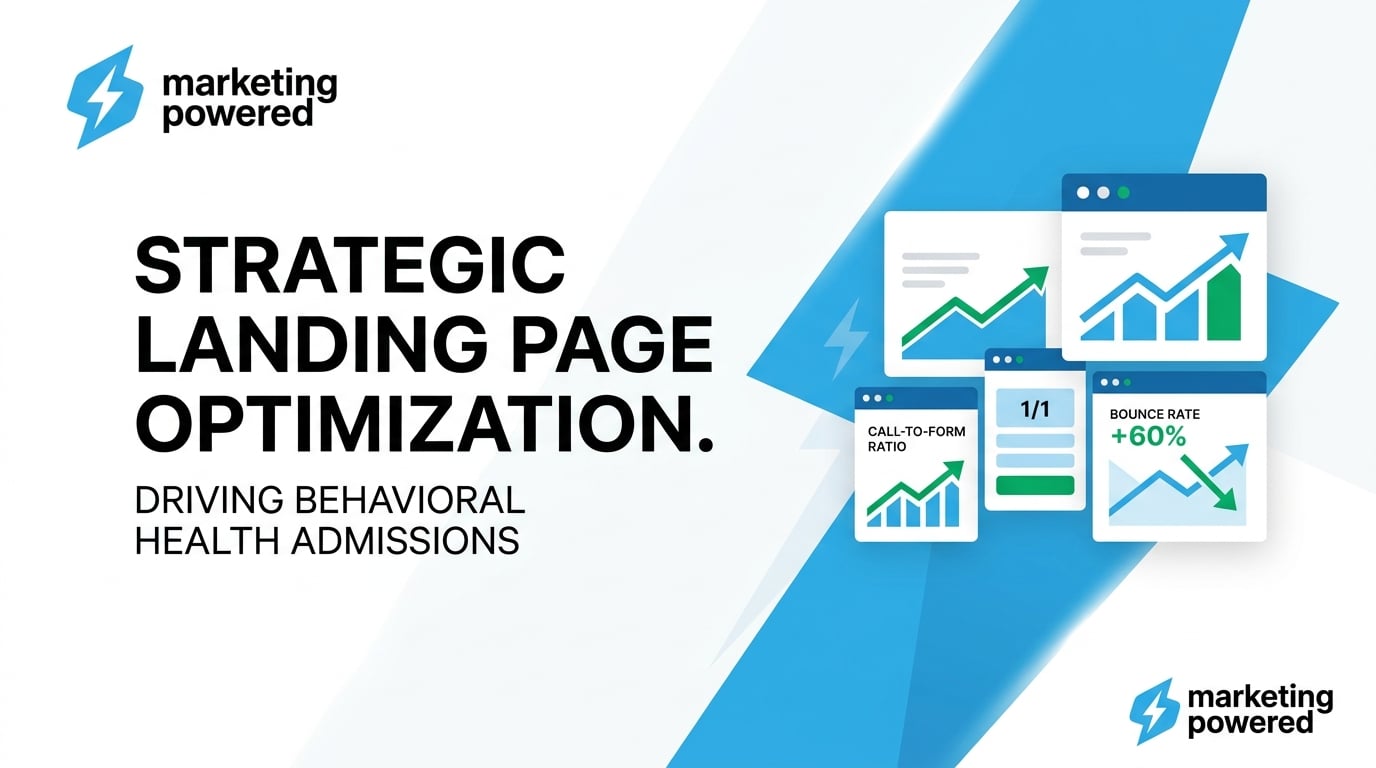 marketing
powered
STRATEGIC
LANDING PAGE
OPTIMIZATION.
DRIVING BEHAVIORAL
HEALTH ADMISSIONS
CALL-TO-FORM
RATIO
1/1
BOUNCE RATE
+60%
marketing
powered